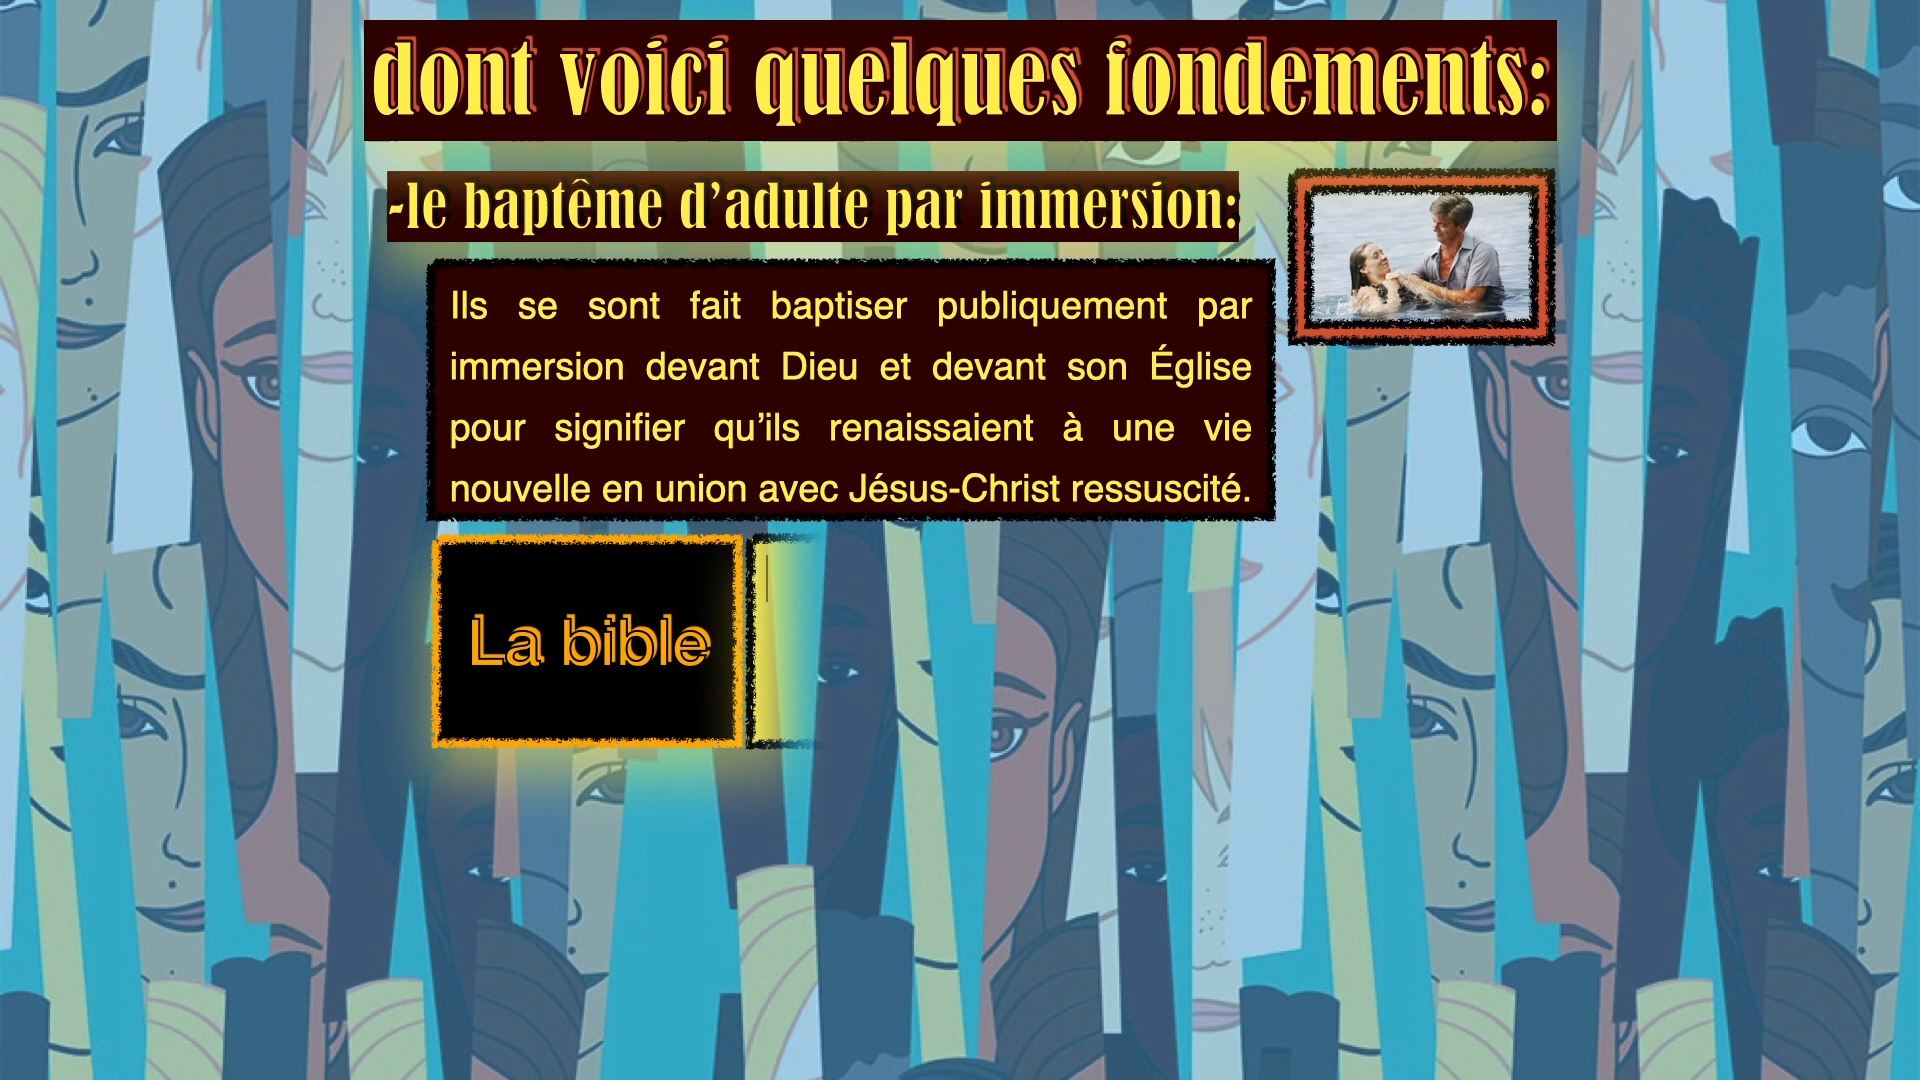 dont voici quelques fondements:
-le baptême d’adulte par immersion:
Ils se sont fait baptiser publiquement par
immersion devant Dieu et devant son Église
pour signifier qu’ils renaissaient à une vie
nouvelle en union avec Jésus-Christ ressuscité.
La bible